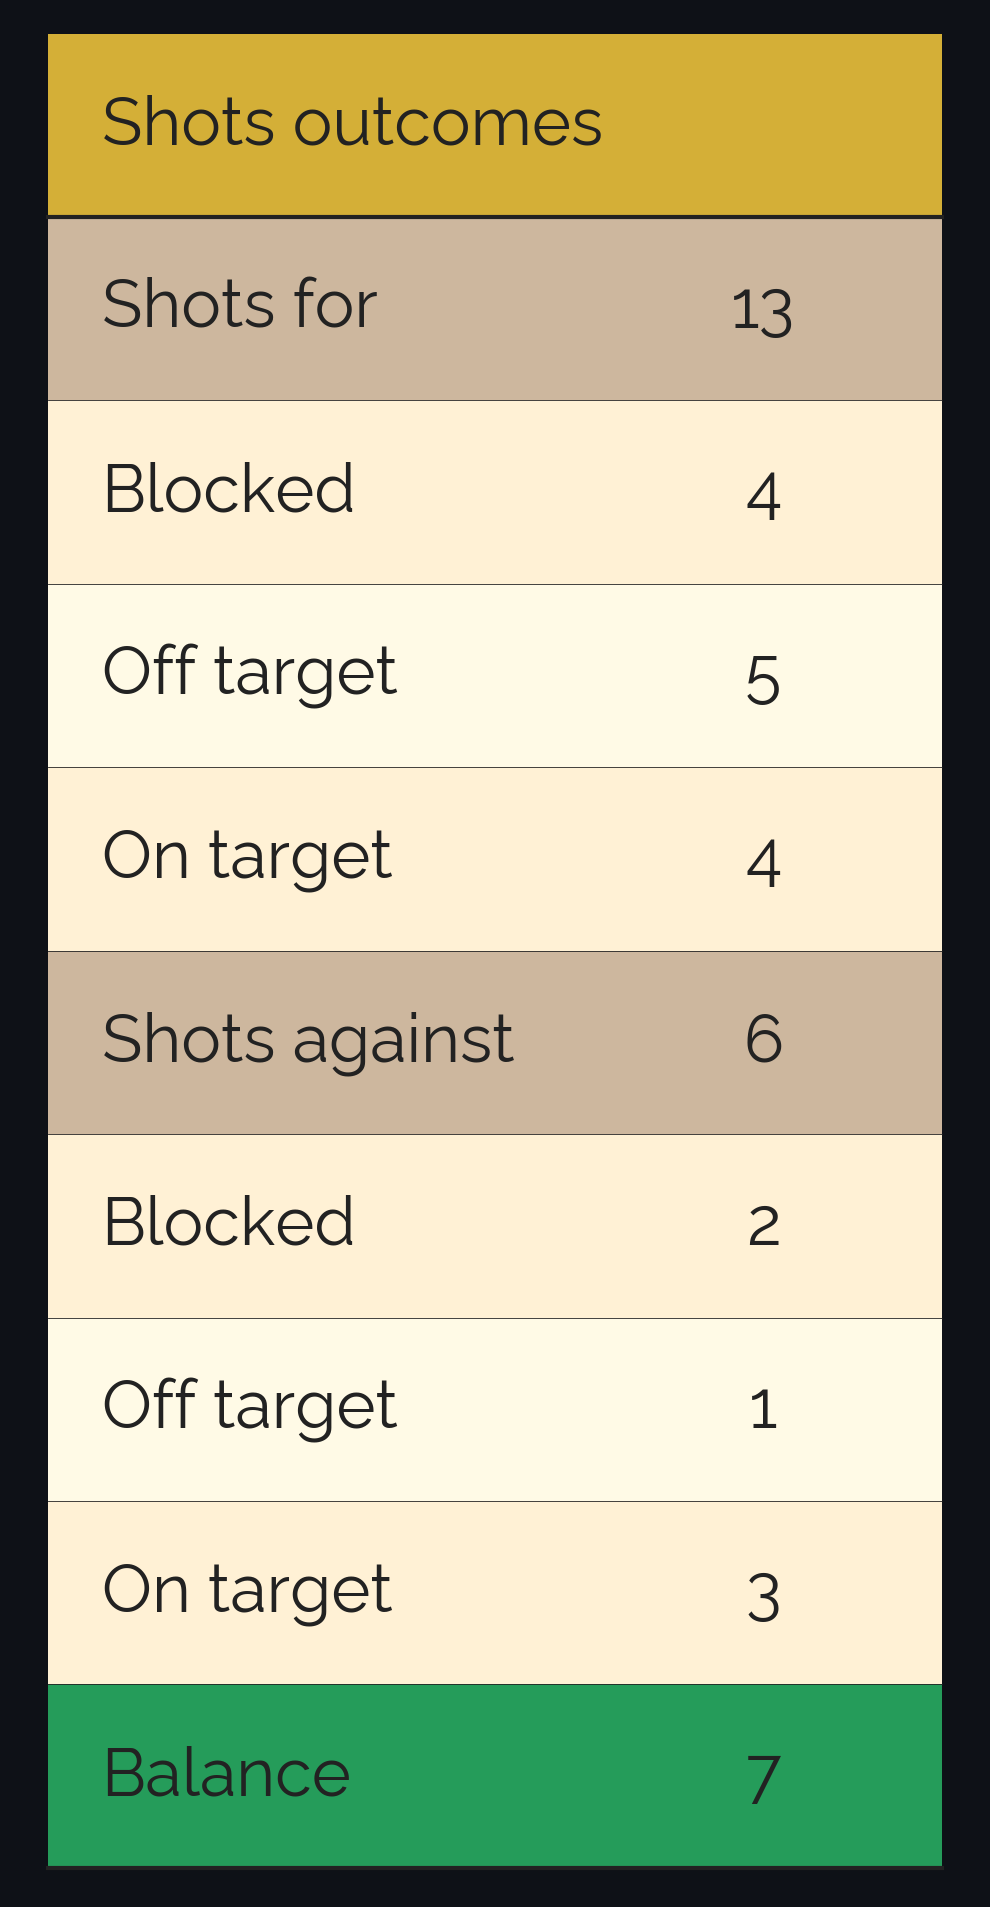 Shots outcomes
Shots for 13
Blocked 4
Off target 5
On target 4
Shots against 6
Blocked 2
Off target 1
On target 3
Balance 7